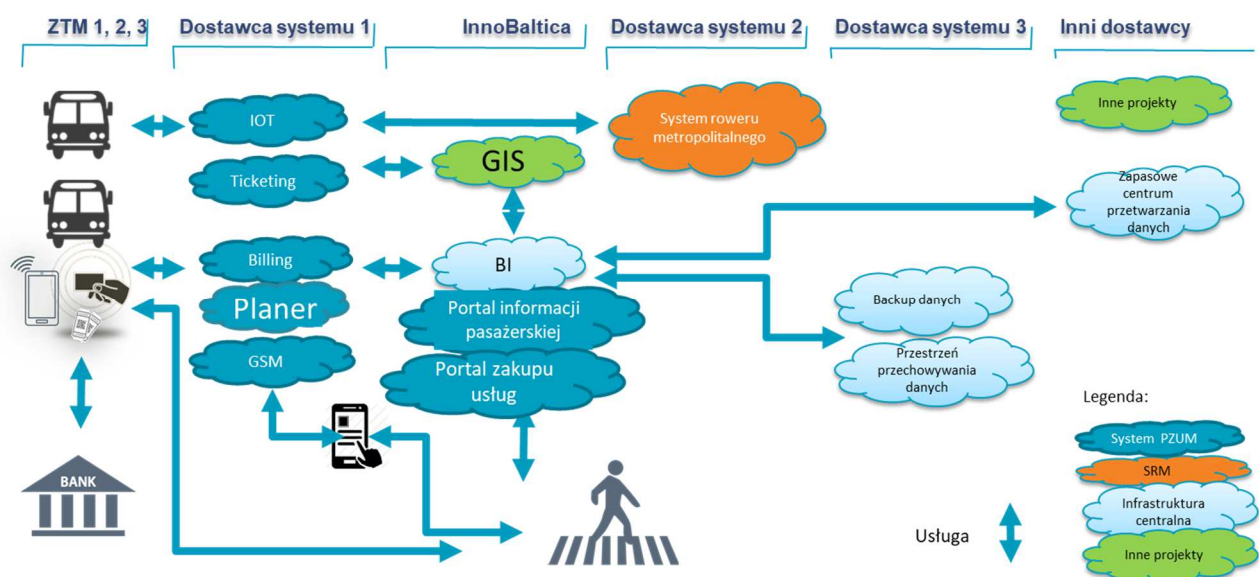 ZTM 1, 2, 3
Dostawca systemu 1
InnoBaltica
Dostawca systemu 2
Dostawca systemu 3
Inni dostawcy
IOT
System roweru
metropolitalnego
Inne projekty
Ticketing
GIS
Zapasowe
centrum
przetwarzania
danych
Billing
BI
Planer
Portal informacji
pasażerskiej
Backup danych
GSM
Portal zakupu
usług
Przestrzeń
przechowywania
danych
Legenda:
System PZUM
SRM
BANK
Infrastruktura
centralna
Usługa
Inne projekty